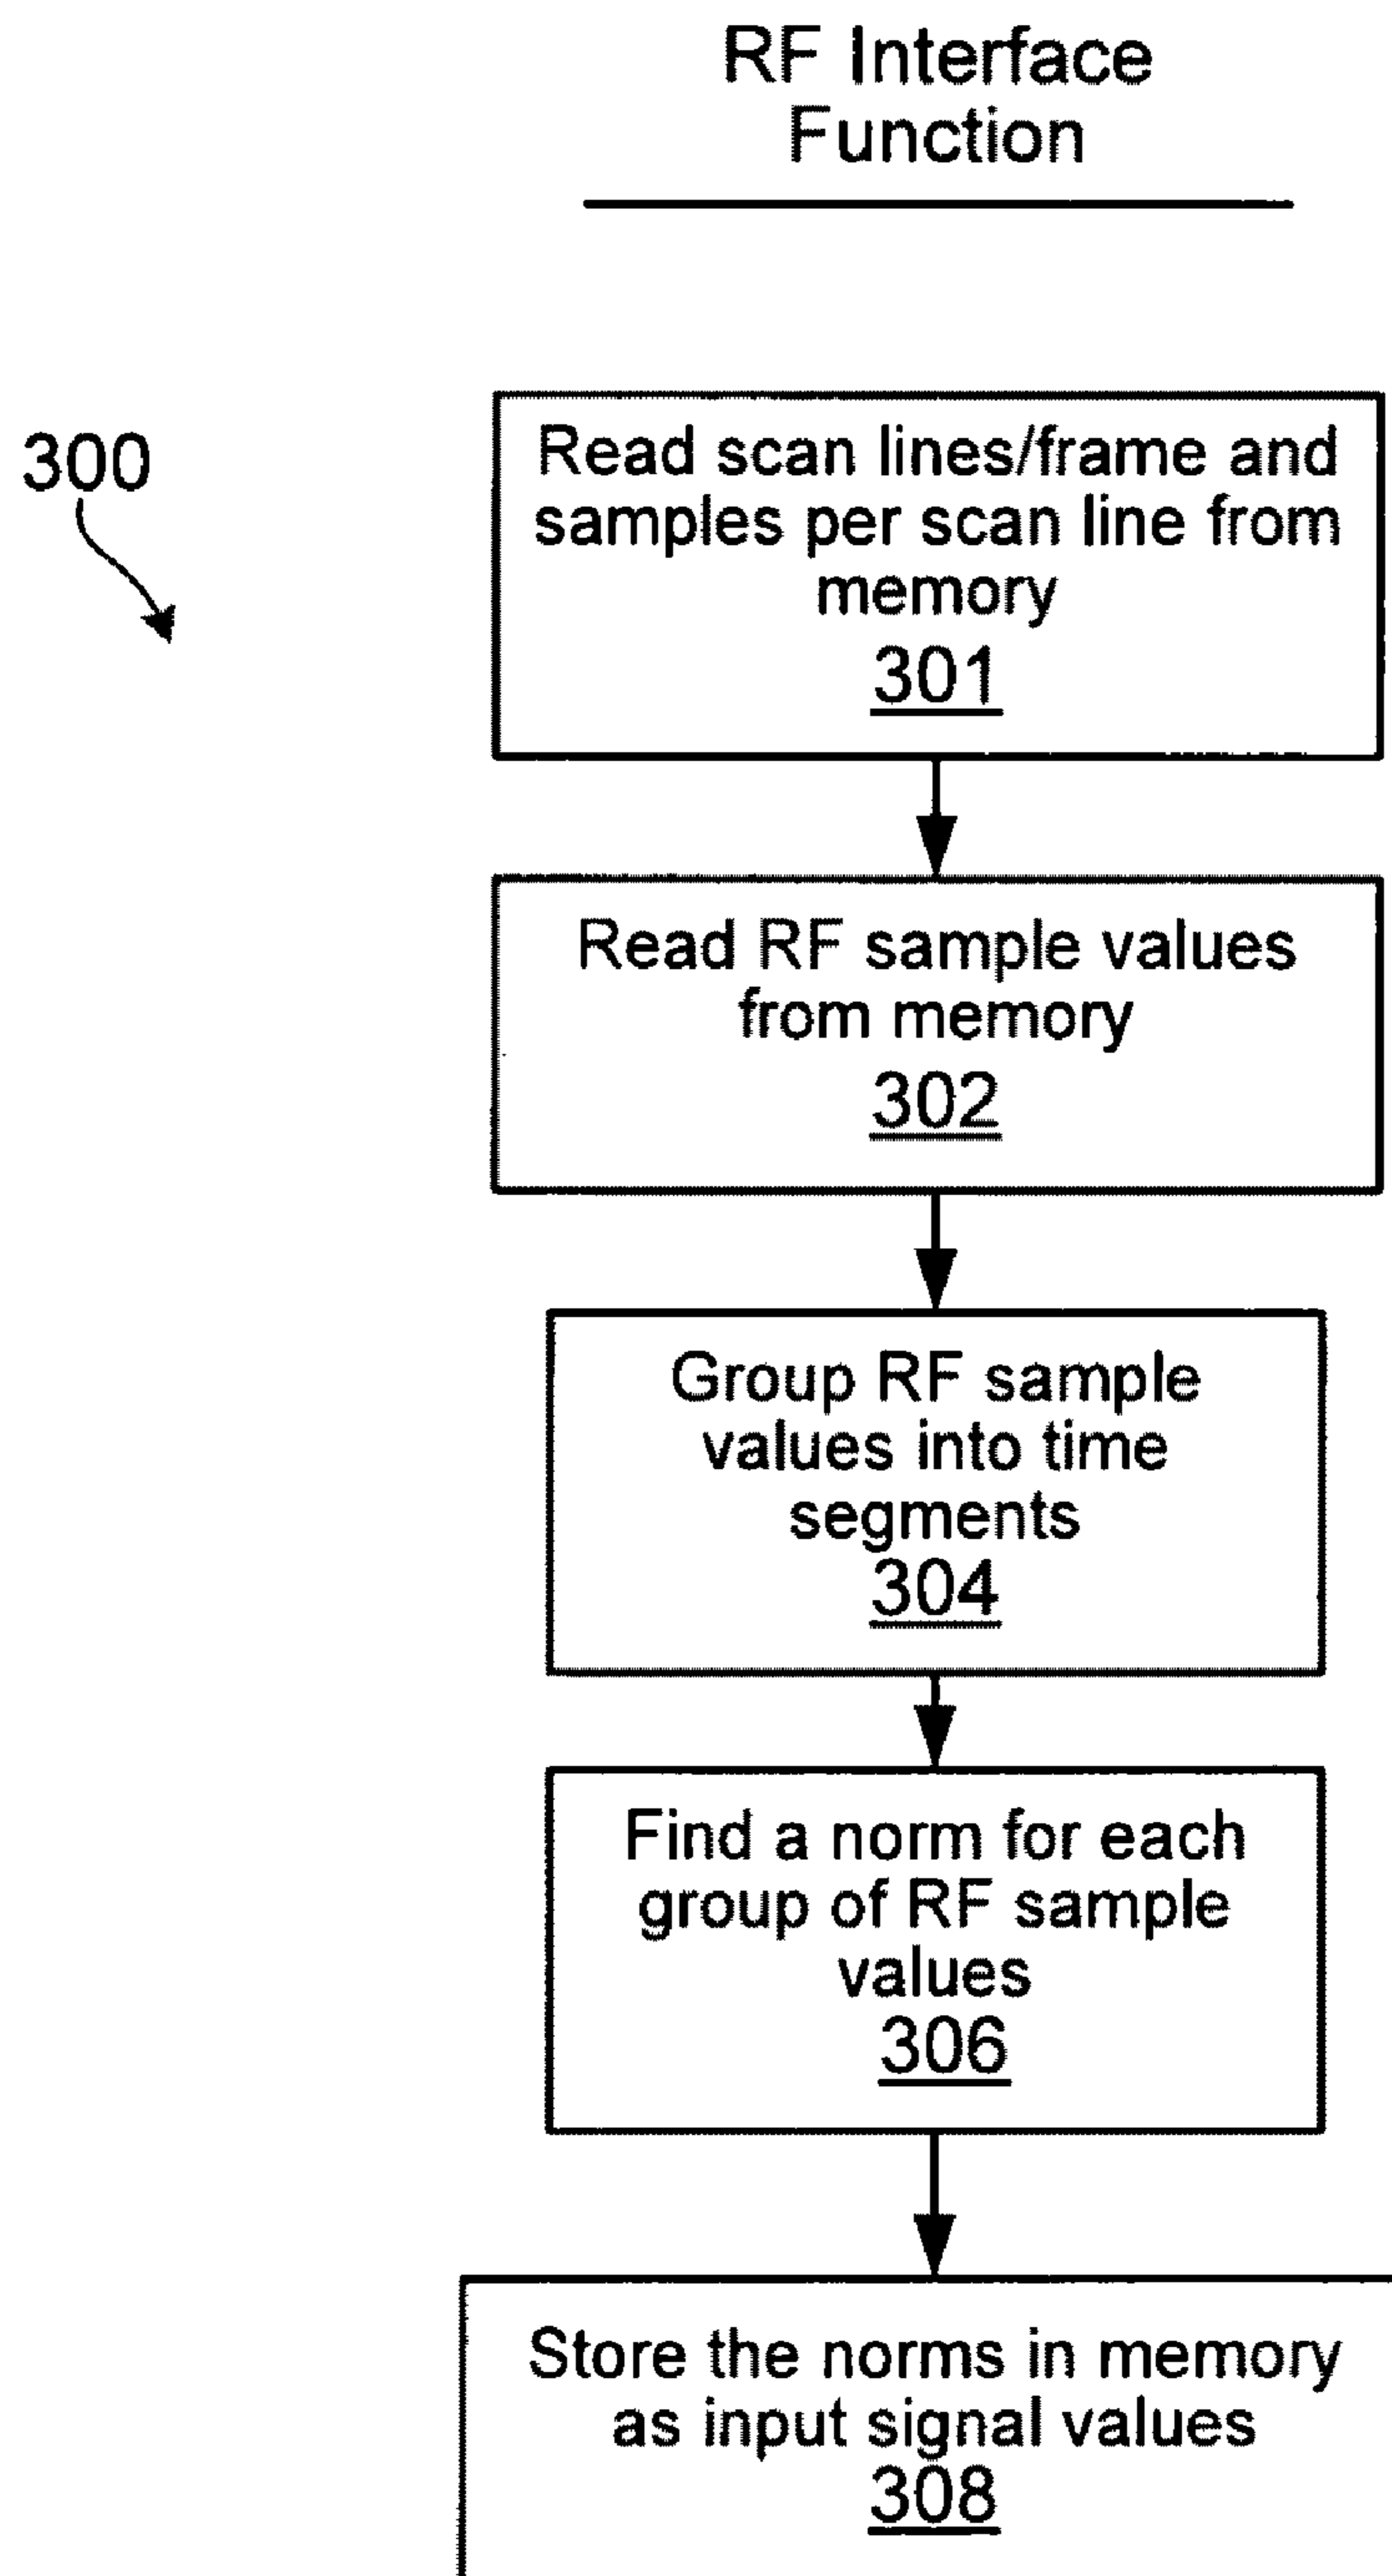 RF Interface
Function
300
Read scan lines/frame and
samples per scan line from
memory
301
Read RF sample values
from memory
302
Group RF sample
values into time
segments
304
Find a norm for each
group of RF sample
values
306
Store the norms in memory
as input signal values
308